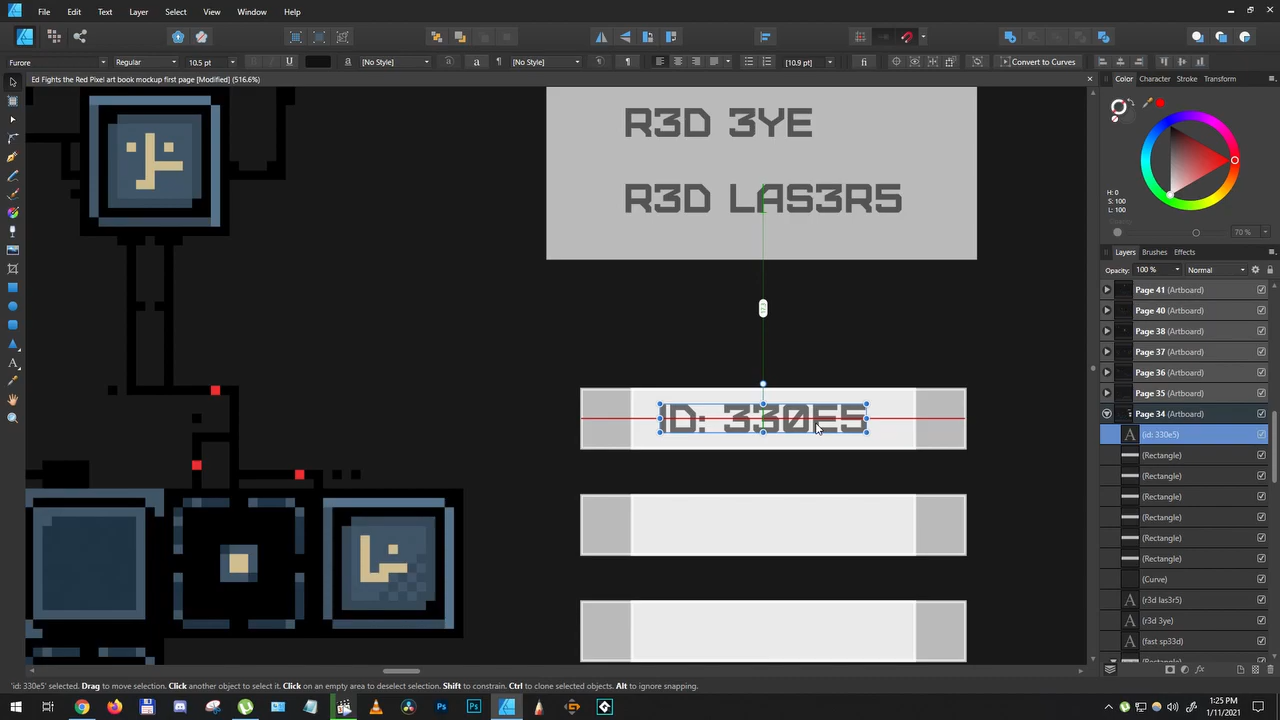 File Edit Text Layer Select View Window Help
Furore Regular 10.5 pt B I U [No Style] [No Style] [10.9 pt] fi Convert to Curves
Ed Fights the Red Pixel art book mockup first page [Modified] (516.6%)
Color Character Stroke Transform
H: 0
S: 100
L: 100
70 %
Layers Brushes Effects
Opacity: 100 % Normal
Page 41 (Artboard)
Page 40 (Artboard)
Page 38 (Artboard)
Page 37 (Artboard)
Page 36 (Artboard)
Page 35 (Artboard)
Page 34 (Artboard)
(id: 330e5)
(Rectangle)
(Rectangle)
(Rectangle)
(Rectangle)
(Rectangle)
(Rectangle)
(Curve)
(r3d las3r5)
(r3d 3ye)
(fast sp33d)
(Rectangle)
R3D 3YE
R3D LAS3R5
ID: 330E5
'id: 330e5' selected. Drag to move selection. Click another object to select it. Click on an empty area to deselect selection. Shift to constrain. Ctrl to clone selected objects. Alt to ignore snapping.
1:25 PM
1/11/2021